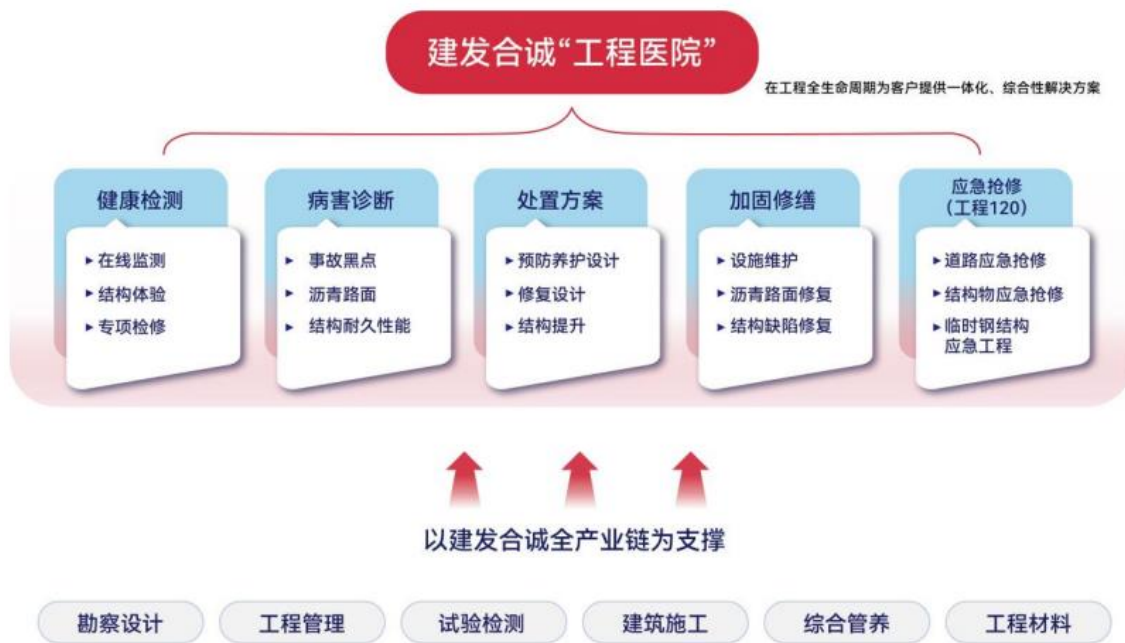 建发合诚“工程医院”
在工程全生命周期为客户提供一体化、综合性解决方案
健康检测
在线监测
结构体验
专项检修
病害诊断
事故黑点
沥青路面
结构耐久性能
处置方案
预防养护设计
修复设计
结构提升
加固修缮
设施维护
沥青路面修复
结构缺陷修复
应急抢修
（工程120）
道路应急抢修
结构物应急抢修
临时钢结构
应急工程
以建发合诚全产业链为支撑
勘察设计
工程管理
试验检测
建筑施工
综合管养
工程材料